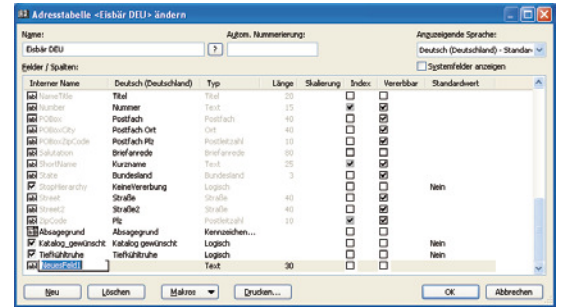 Adresstabelle <Eisbär DEU> ändern
Name: Autom. Nummerierung: Anzuzeigende Sprache:
Eisbär DEU ? Deutsch (Deutschland) - Standar
Felder / Spalten: Systemfelder anzeigen
Interner Name Deutsch (Deutschland) Typ Länge Skalierung Index Vererbbar Standardwert
NameTitle Titel Titel 20
Number Nummer Text 15
POBox Postfach Postfach 40
POBoxCity Postfach Ort Ort 40
POBoxZipCode Postfach Plz Postleitzahl 10
Salutation Briefanrede Briefanrede 80
ShortName Kurzname Text 25
State Bundesland Bundesland 3
StopHierarchy KeineVererbung Logisch Nein
Street Straße Straße 40
Street2 Straße2 Straße 40
ZipCode Plz Postleitzahl 10
Absagegrund Absagegrund Kennzeichen...
Katalog_gewünscht Katalog gewünscht Logisch Nein
Tiefkühltruhe Tiefkühltruhe Logisch Nein
NeuesFeld1 Text 30
Neu Löschen Makros Drucken... OK Abbrechen